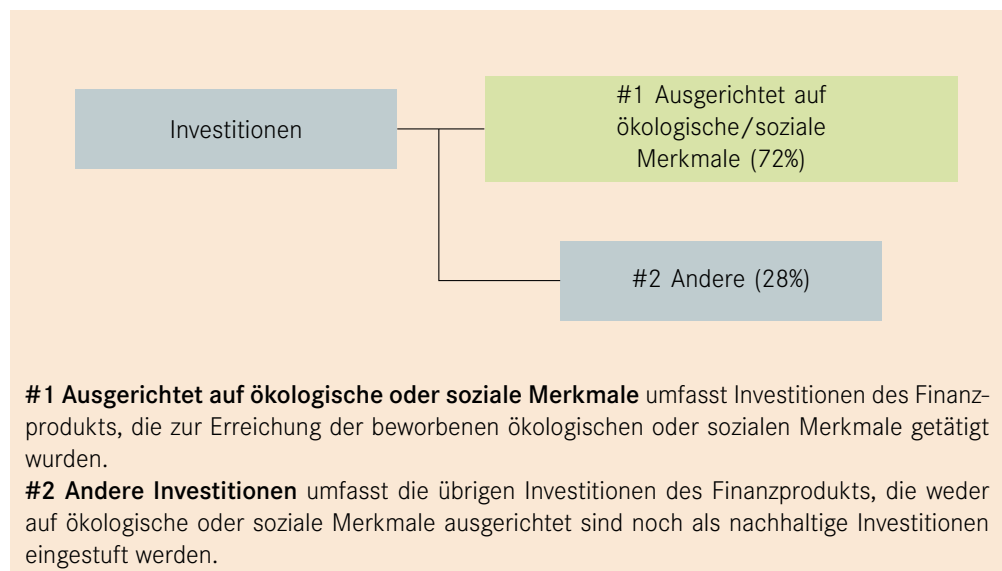 Investitionen
#1 Ausgerichtet auf
ökologische/soziale
Merkmale (72%)
#2 Andere (28%)
#1 Ausgerichtet auf ökologische oder soziale Merkmale umfasst Investitionen des Finanz-
produkts, die zur Erreichung der beworbenen ökologischen oder sozialen Merkmale getätigt
wurden.
#2 Andere Investitionen umfasst die übrigen Investitionen des Finanzprodukts, die weder
auf ökologische oder soziale Merkmale ausgerichtet sind noch als nachhaltige Investitionen
eingestuft werden.